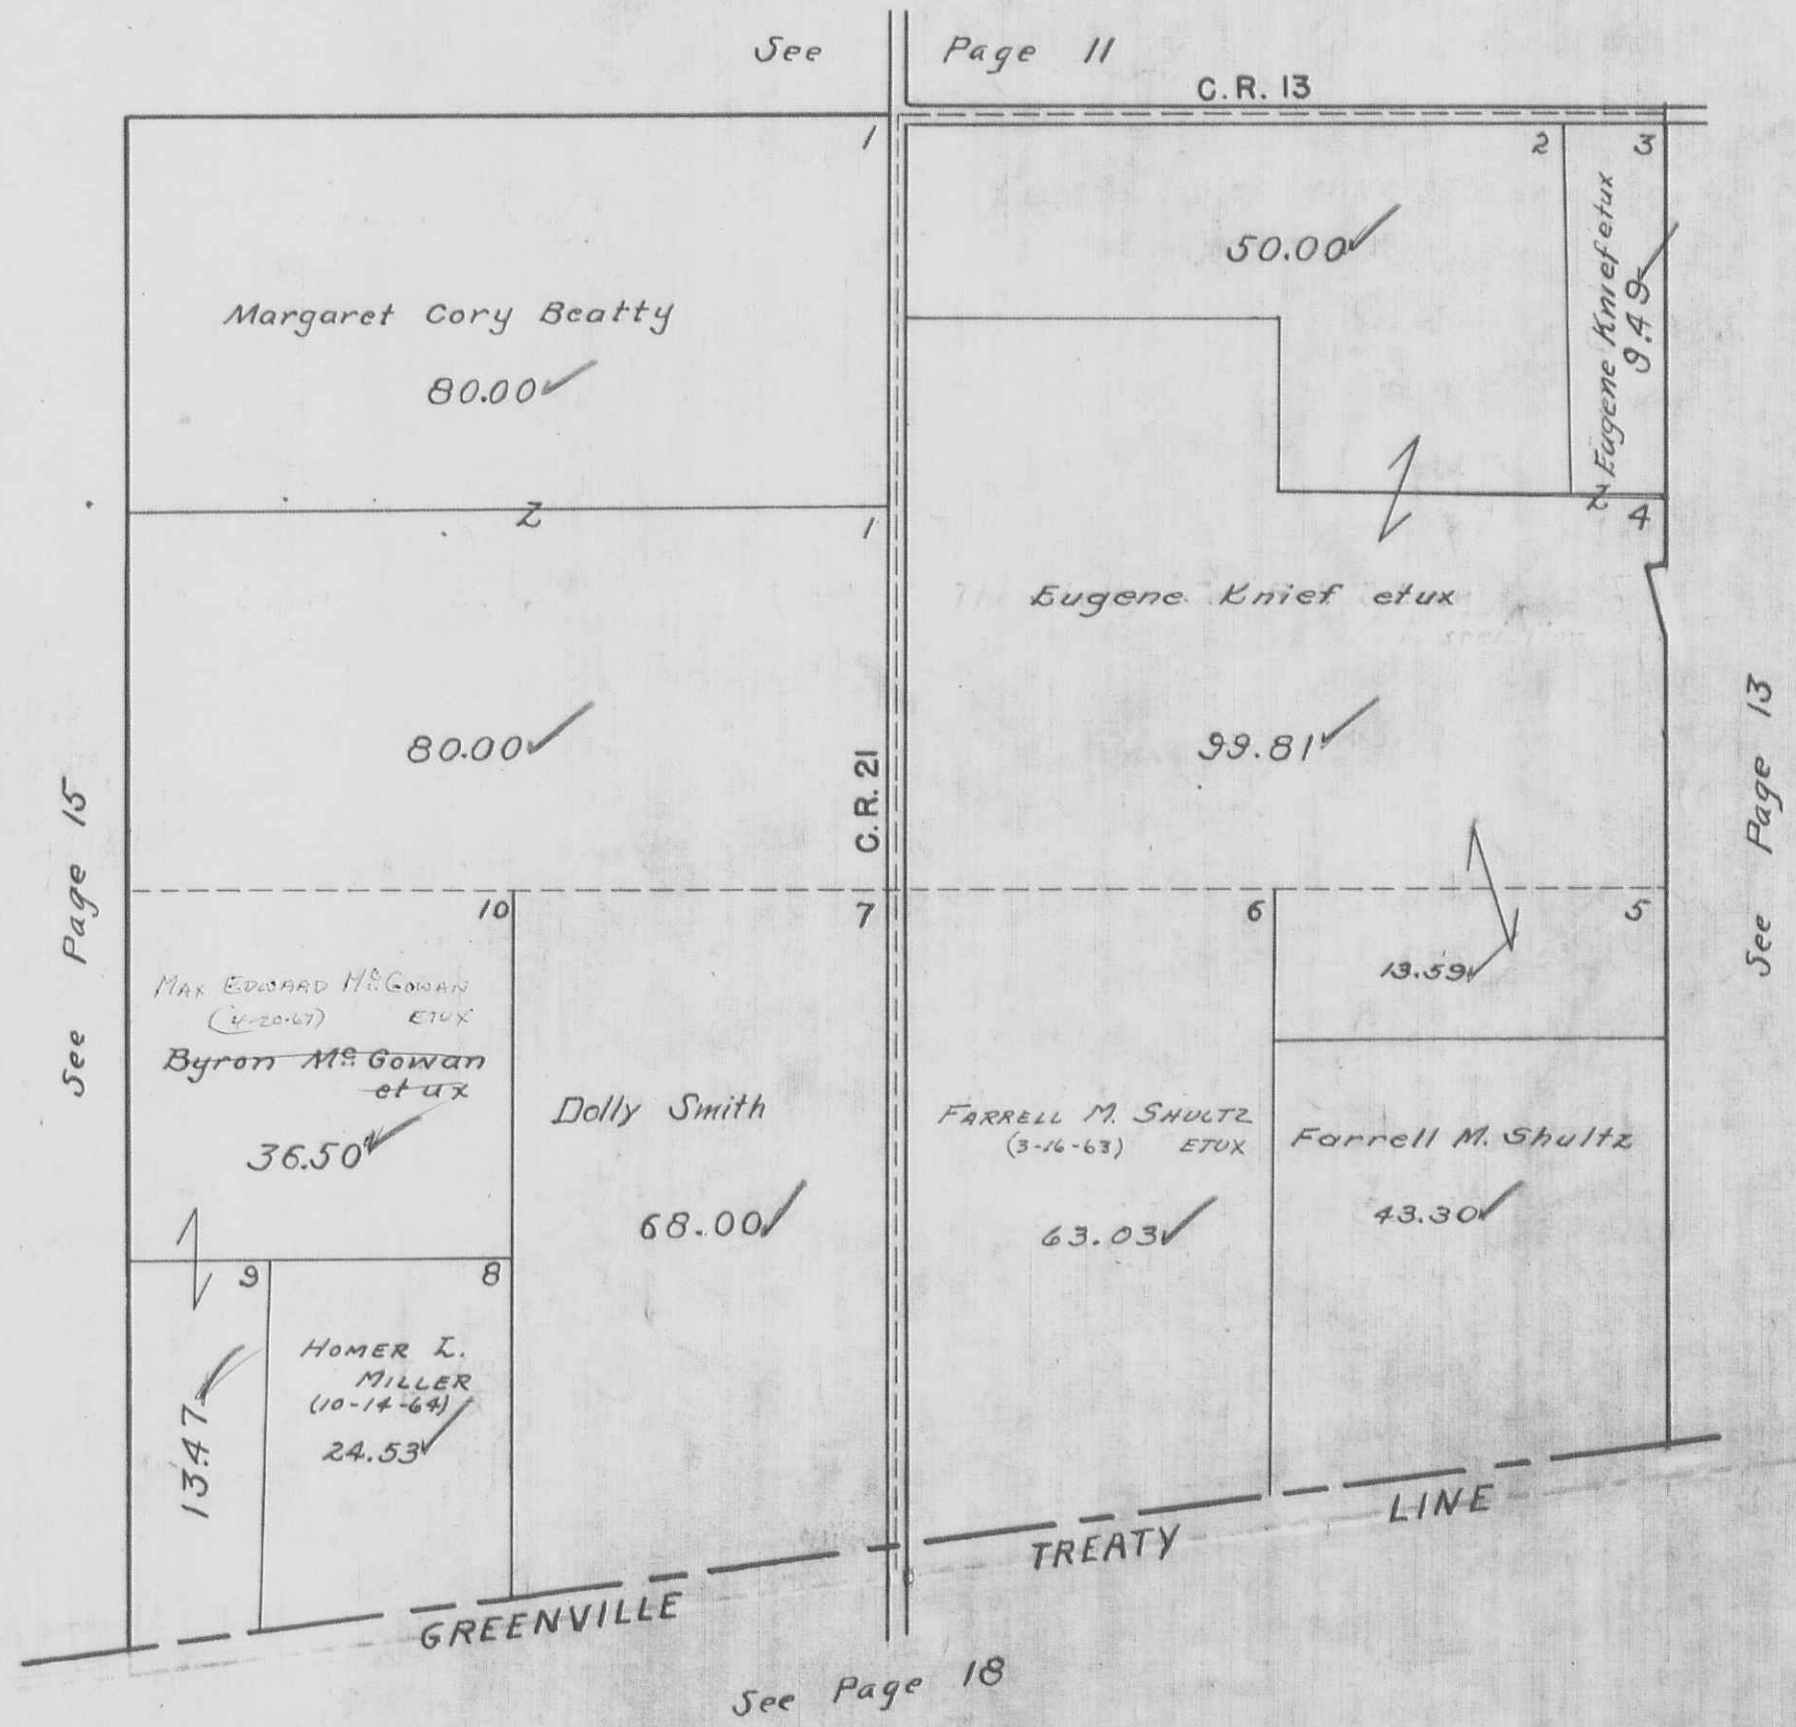 See Page 11
C.R. 13
1
2
3
50.00
Eugene Knief etux
9.49
Margaret Cory Beatty
80.00
1
4
Eugene Knief etux
80.00
99.81
C.R. 21
See Page 15
See Page 13
10
7
6
5
13.59
MAX EDWARD McGOWAN
(4-20-67) ETUX
Byron McGowan
etux
36.50
Dolly Smith
68.00
FARRELL M. SHULTZ
(3-16-63) ETUX
63.03
Farrell M. Shultz
43.30
9
8
13.47
HOMER L.
MILLER
(10-14-64)
24.53
GREENVILLE TREATY LINE
See Page 18